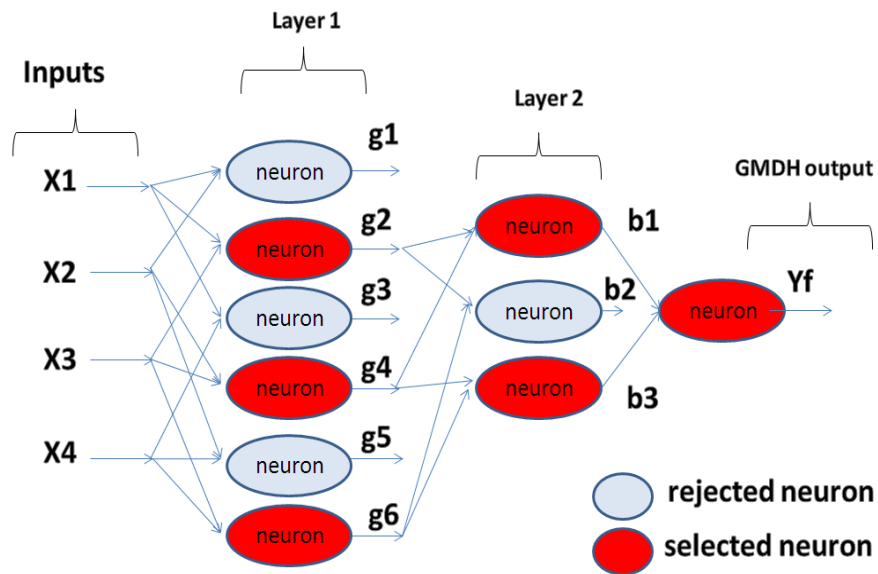 Layer 1
Inputs
Layer 2
GMDH output
X1
X2
X3
X4
neuron
g1
neuron
g2
neuron
g3
neuron
g4
neuron
g5
neuron
g6
neuron
b1
neuron
b2
neuron
b3
neuron
Yf
rejected neuron
selected neuron